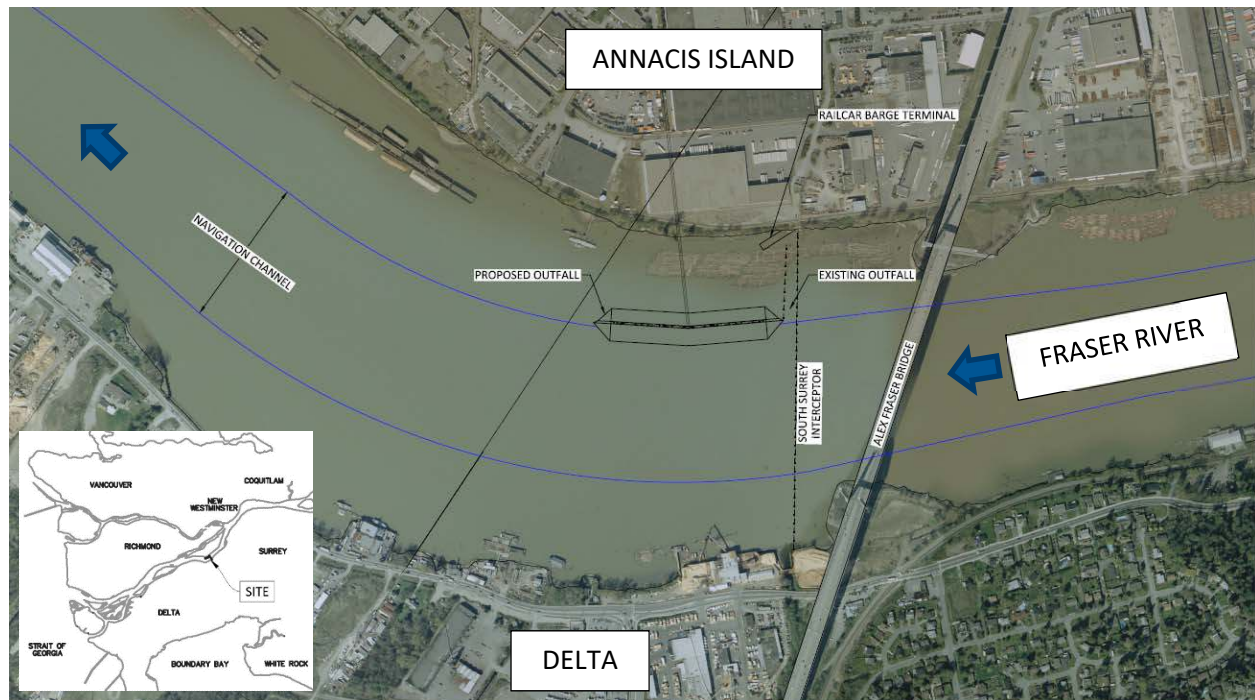 ANNACIS ISLAND
RAILCAR BARGE TERMINAL
NAVIGATION CHANNEL
PROPOSED OUTFALL
EXISTING OUTFALL
FRASER RIVER
SOUTH SURREY
INTERCEPTOR
ALEX FRASER BRIDGE
VANCOUVER
COQUITLAM
NEW
WESTMINSTER
RICHMOND
SURREY
SITE
DELTA
STRAIT OF
GEORGIA
BOUNDARY BAY
WHITE ROCK
DELTA